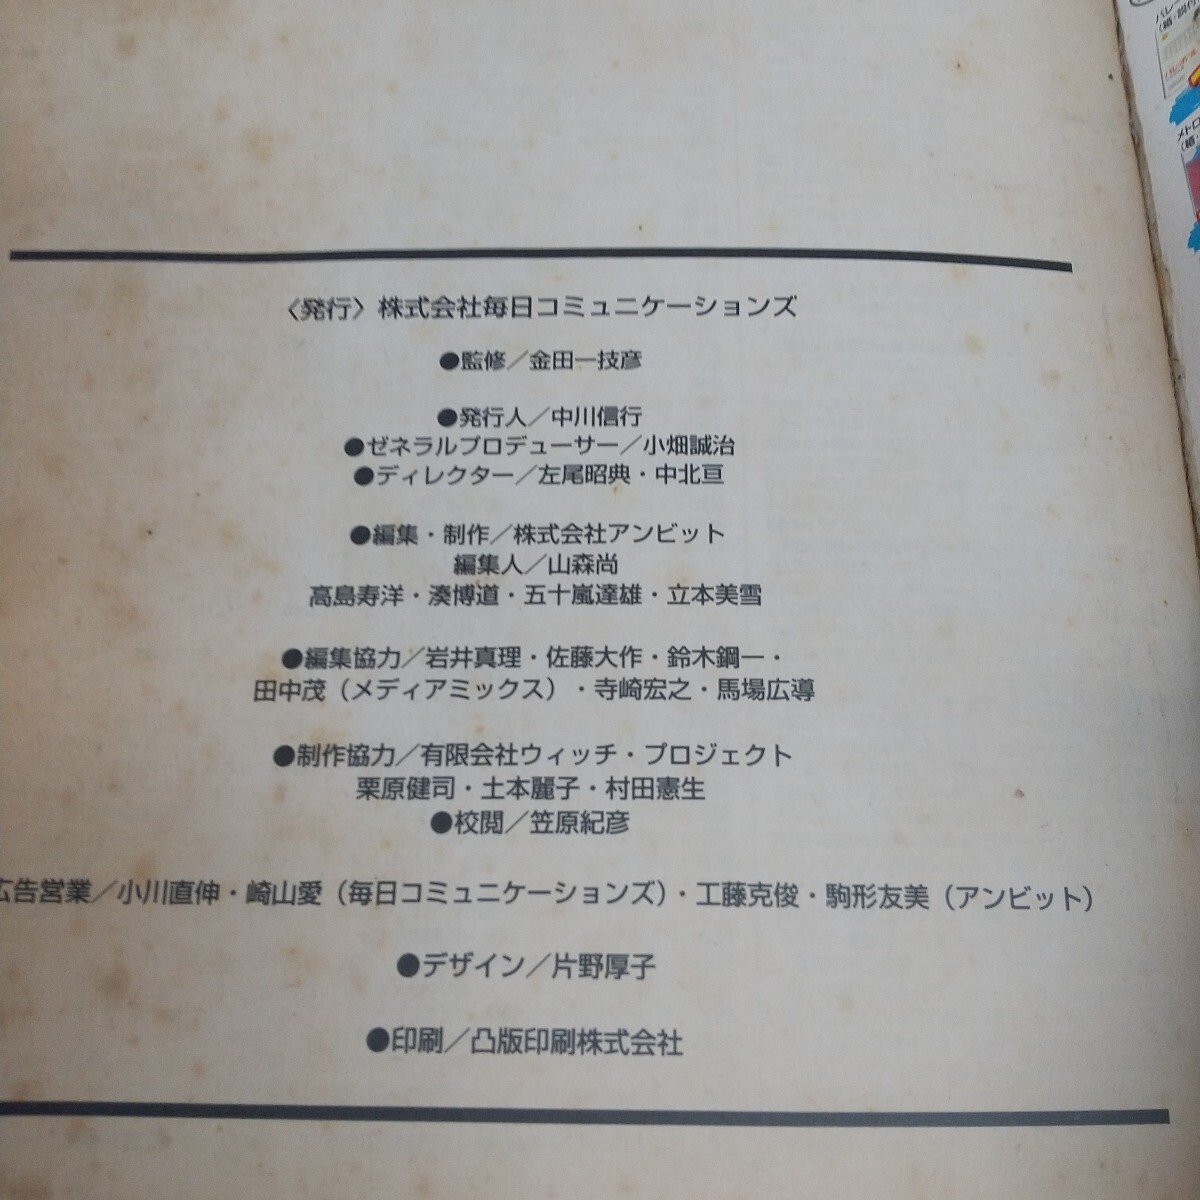 〈発行〉株式会社毎日コミュニケーションズ
●監修／金田一技彦
●発行人／中川信行
●ゼネラルプロデューサー／小畑誠治
●ディレクター／左尾昭典・中北亘
●編集・制作／株式会社アンビット
編集人／山森尚
高島寿洋・湊博道・五十嵐達雄・立本美雪
●編集協力／岩井真理・佐藤大作・鈴木鋼一・
田中茂（メディアミックス）・寺崎宏之・馬場広導
●制作協力／有限会社ウィッチ・プロジェクト
栗原健司・土本麗子・村田憲生
●校閲／笠原紀彦
広告営業／小川直伸・崎山愛（毎日コミュニケーションズ）・工藤克俊・駒形友美（アンビット）
●デザイン／片野厚子
●印刷／凸版印刷株式会社
メトロ